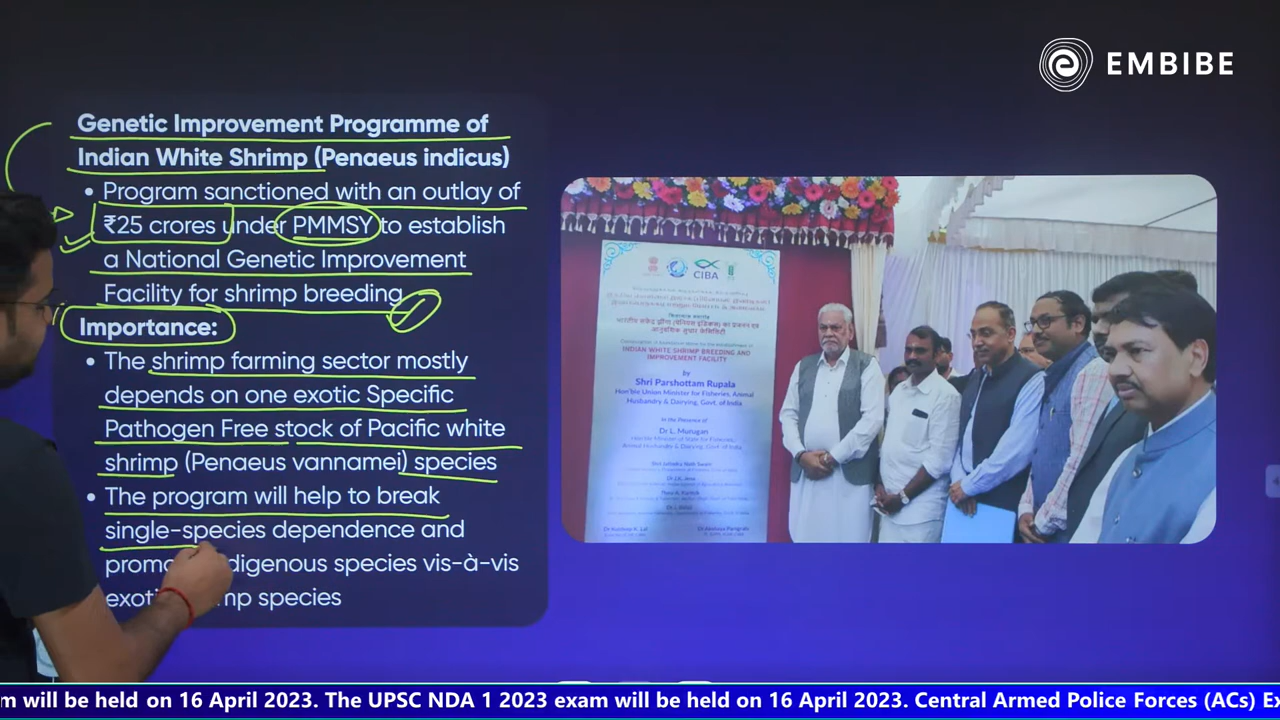 EMBIBE
Genetic Improvement Programme of
Indian White Shrimp (Penaeus indicus)
• Program sanctioned with an outlay of
₹25 crores under PMMSY to establish
a National Genetic Improvement
Facility for shrimp breeding
Importance:
• The shrimp farming sector mostly
depends on one exotic Specific
Pathogen Free stock of Pacific white
shrimp (Penaeus vannamei) species
• The program will help to break
single-species dependence and
digenous species vis-à-vis
species
CIBA
INDIAN WHITE SHRIMP BREEDING AND
IMPROVEMENT FACILITY
by
Shri Parshottam Rupala
Hon'ble Union Minister for Fisheries, Animal
Husbandry & Dairying, Govt. of India
In the Presence of
Dr L. Murugan
m will be held on 16 April 2023. The UPSC NDA 1 2023 exam will be held on 16 April 2023. Central Armed Police Forces (ACs) Ex